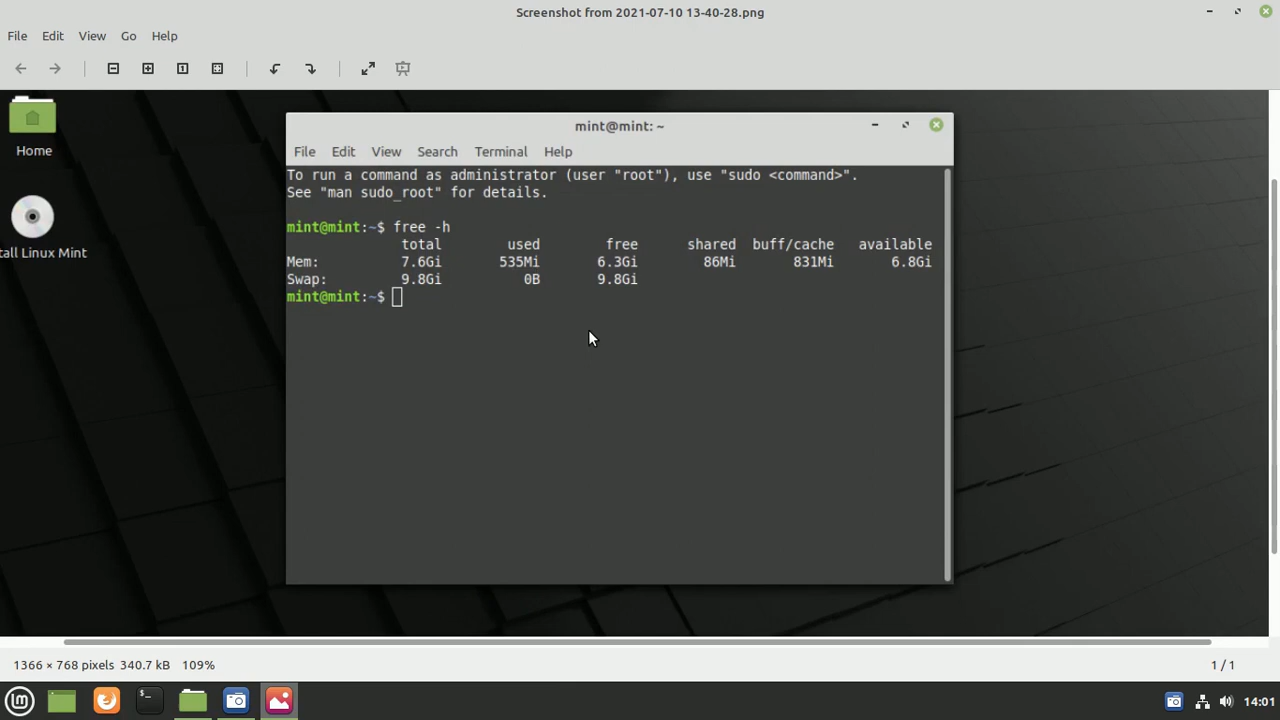 Screenshot from 2021-07-10 13-40-28.png
File Edit View Go Help
Home
tall Linux Mint
mint@mint: ~
File Edit View Search Terminal Help
To run a command as administrator (user "root"), use "sudo <command>".
See "man sudo_root" for details.
mint@mint:~$ free -h
total used free shared buff/cache available
Mem: 7.6Gi 535Mi 6.3Gi 86Mi 831Mi 6.8Gi
Swap: 9.8Gi 0B 9.8Gi
mint@mint:~$
1366 × 768 pixels 340.7 kB 109%
1 / 1
14:01